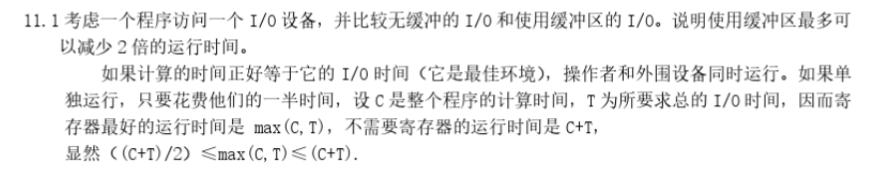 11.1 考虑一个程序访问一个 I/O 设备，并比较无缓冲的 I/O 和使用缓冲区的 I/O。说明使用缓冲区最多可
以减少 2 倍的运行时间。
如果计算的时间正好等于它的 I/O 时间（它是最佳环境），操作者和外围设备同时运行。如果单
独运行，只要花费他们的一半时间，设 C 是整个程序的计算时间，T 为所要求总的 I/O 时间，因而寄
存器最好的运行时间是 max(C,T)，不需要寄存器的运行时间是 C+T，
显然（(C+T)/2）≤max(C,T)≤(C+T).